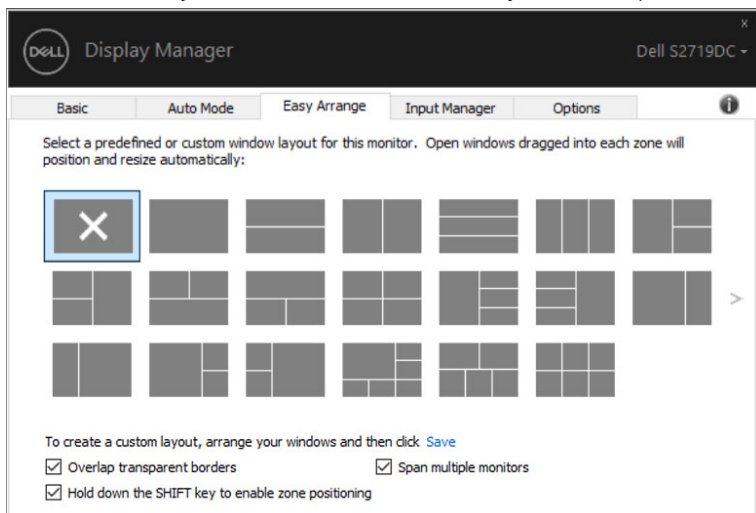 x
DELL Display Manager Dell S2719DC
Basic Auto Mode Easy Arrange Input Manager Options i
Select a predefined or custom window layout for this monitor. Open windows dragged into each zone will
position and resize automatically:
>
To create a custom layout, arrange your windows and then click Save
Overlap transparent borders Span multiple monitors
Hold down the SHIFT key to enable zone positioning